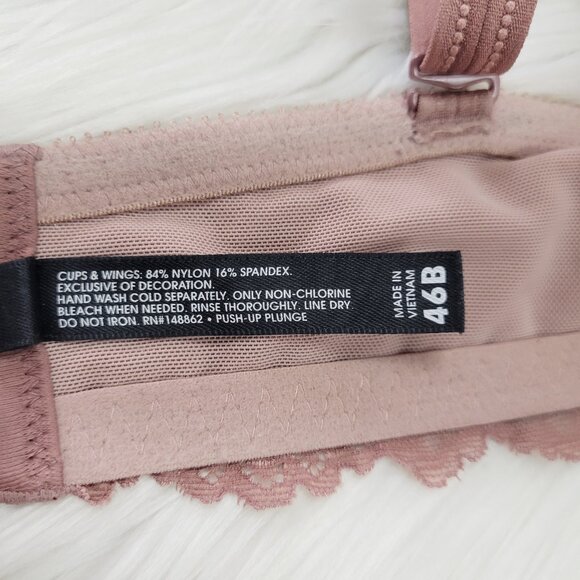 CUPS & WINGS: 84% NYLON 16% SPANDEX.
EXCLUSIVE OF DECORATION.
HAND WASH COLD SEPARATELY. ONLY NON-CHLORINE
BLEACH WHEN NEEDED. RINSE THOROUGHLY. LINE DRY.
DO NOT IRON. RN#148862 • PUSH-UP PLUNGE
MADE IN
VIETNAM
46B